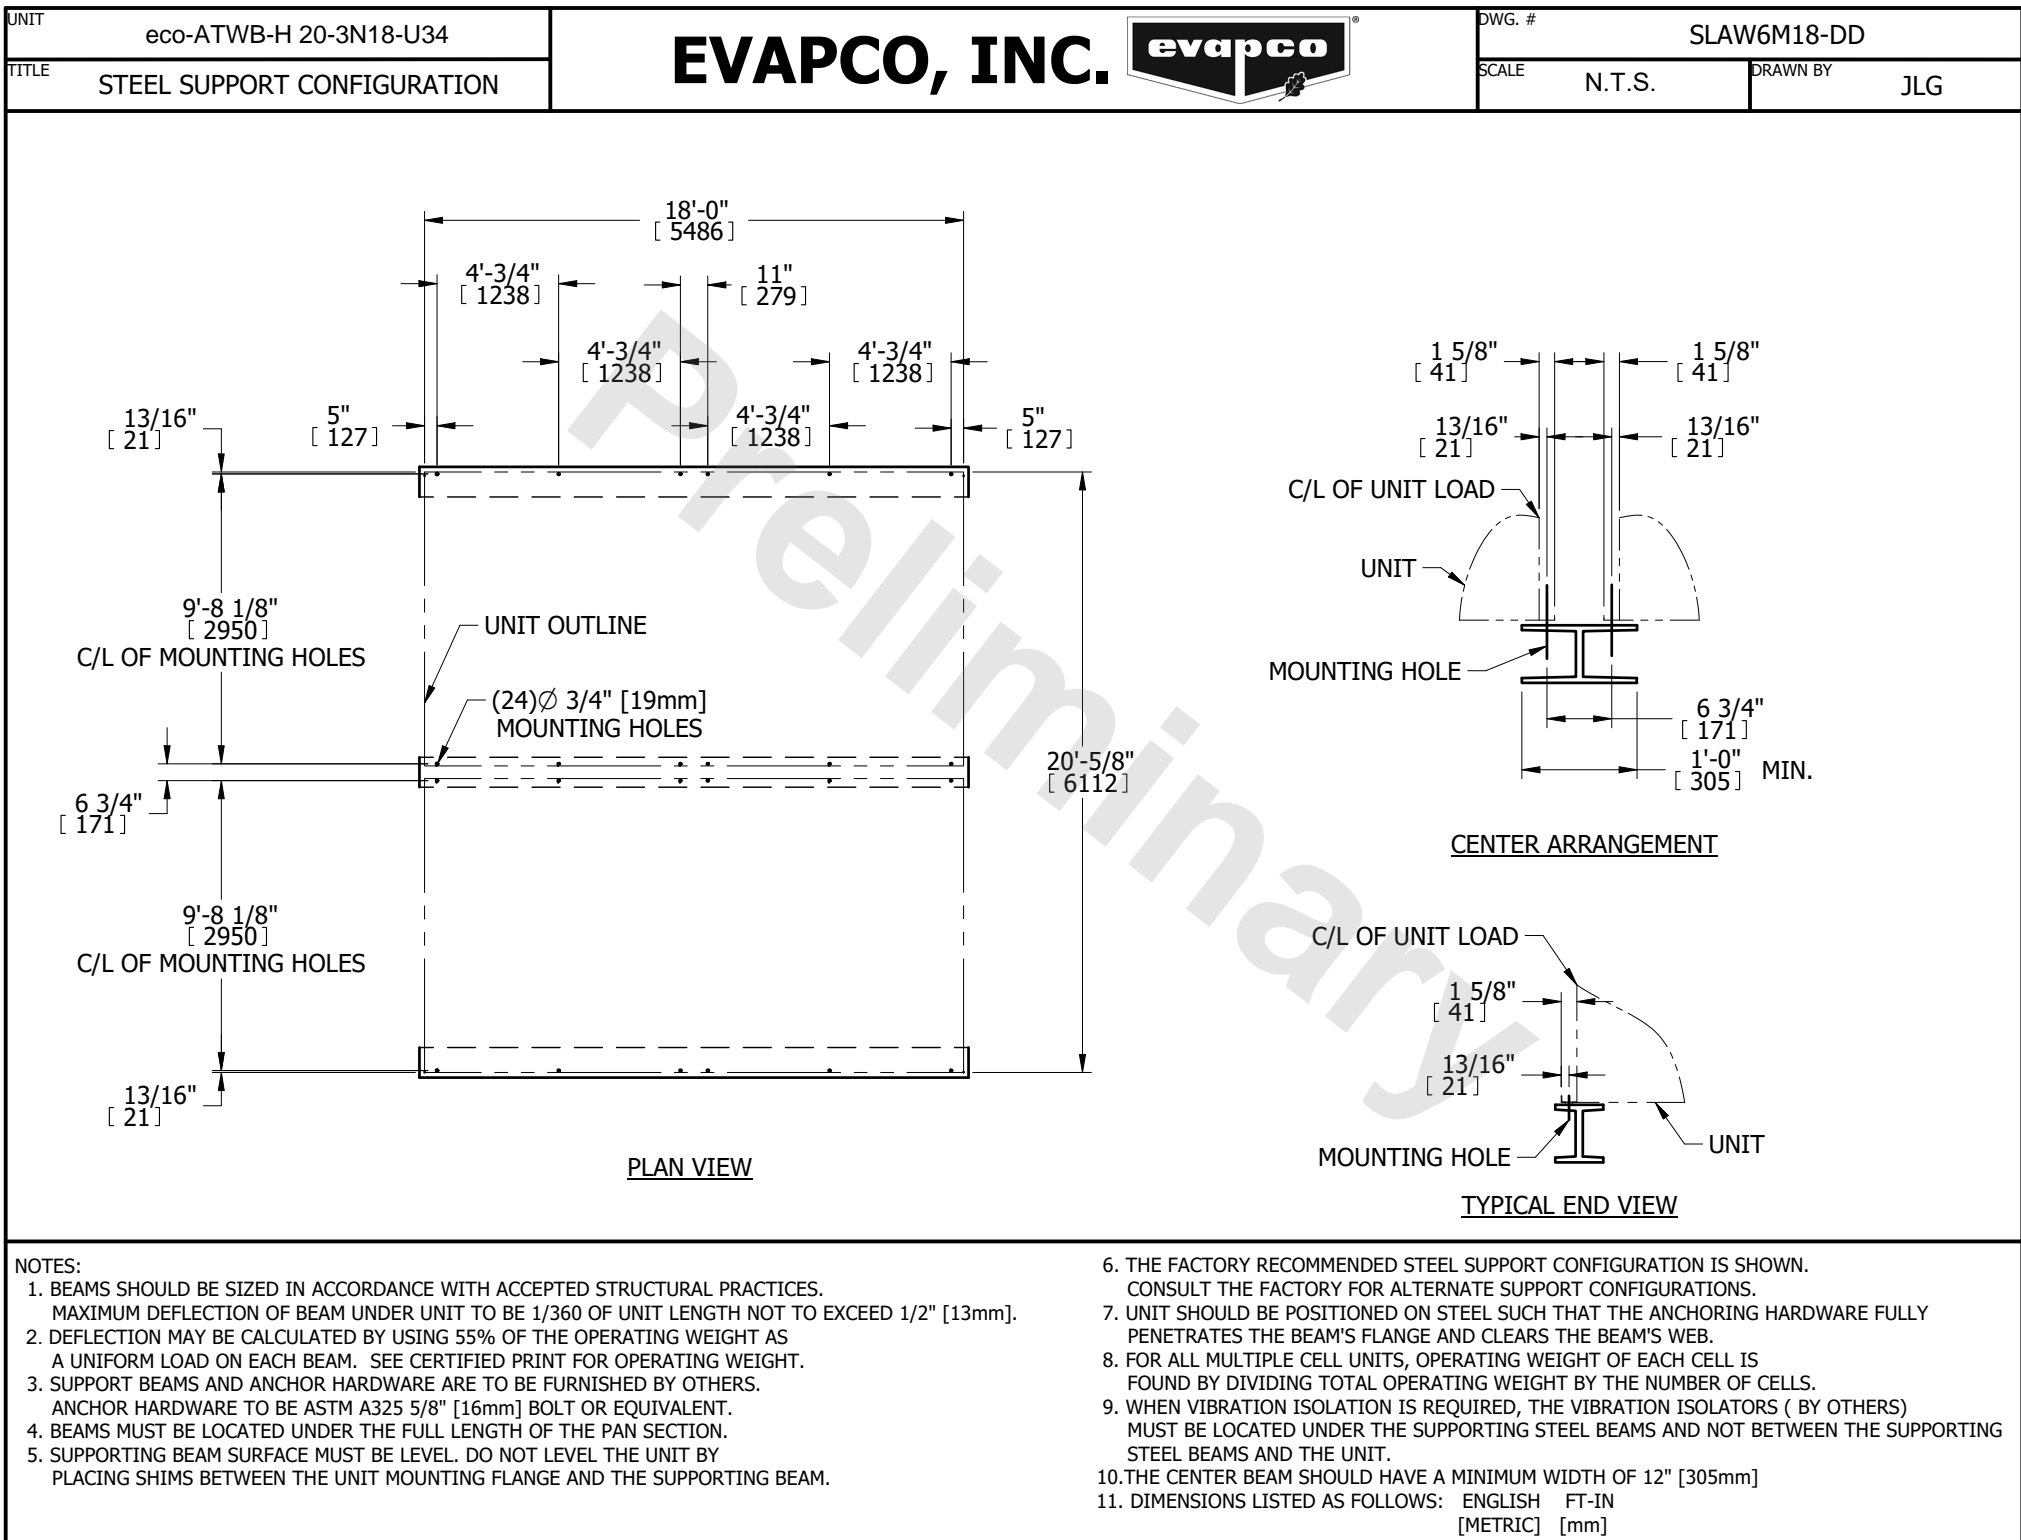 UNIT
eco-ATWB-H 20-3N18-U34
TITLE
STEEL SUPPORT CONFIGURATION
EVAPCO, INC.
evapco
®
DWG. #
SLAW6M18-DD
SCALE
N.T.S.
DRAWN BY
JLG
18'-0"
[ 5486 ]
4'-3/4"
[ 1238 ]
11"
[ 279 ]
4'-3/4"
[ 1238 ]
4'-3/4"
[ 1238 ]
13/16"
[ 21 ]
5"
[ 127 ]
4'-3/4"
[ 1238 ]
5"
[ 127 ]
9'-8 1/8"
[ 2950 ]
C/L OF MOUNTING HOLES
UNIT OUTLINE
(24)Ø 3/4" [19mm]
MOUNTING HOLES
6 3/4"
[ 171 ]
20'-5/8"
[ 6112 ]
9'-8 1/8"
[ 2950 ]
C/L OF MOUNTING HOLES
13/16"
[ 21 ]
PLAN VIEW
Preliminary
1 5/8"
[ 41 ]
1 5/8"
[ 41 ]
13/16"
[ 21 ]
13/16"
[ 21 ]
C/L OF UNIT LOAD
UNIT
MOUNTING HOLE
6 3/4"
[ 171 ]
1'-0"
[ 305 ]
MIN.
CENTER ARRANGEMENT
C/L OF UNIT LOAD
1 5/8"
[ 41 ]
13/16"
[ 21 ]
MOUNTING HOLE
UNIT
TYPICAL END VIEW
NOTES:
1. BEAMS SHOULD BE SIZED IN ACCORDANCE WITH ACCEPTED STRUCTURAL PRACTICES.
MAXIMUM DEFLECTION OF BEAM UNDER UNIT TO BE 1/360 OF UNIT LENGTH NOT TO EXCEED 1/2" [13mm].
2. DEFLECTION MAY BE CALCULATED BY USING 55% OF THE OPERATING WEIGHT AS
A UNIFORM LOAD ON EACH BEAM. SEE CERTIFIED PRINT FOR OPERATING WEIGHT.
3. SUPPORT BEAMS AND ANCHOR HARDWARE ARE TO BE FURNISHED BY OTHERS.
ANCHOR HARDWARE TO BE ASTM A325 5/8" [16mm] BOLT OR EQUIVALENT.
4. BEAMS MUST BE LOCATED UNDER THE FULL LENGTH OF THE PAN SECTION.
5. SUPPORTING BEAM SURFACE MUST BE LEVEL. DO NOT LEVEL THE UNIT BY
PLACING SHIMS BETWEEN THE UNIT MOUNTING FLANGE AND THE SUPPORTING BEAM.
6. THE FACTORY RECOMMENDED STEEL SUPPORT CONFIGURATION IS SHOWN.
CONSULT THE FACTORY FOR ALTERNATE SUPPORT CONFIGURATIONS.
7. UNIT SHOULD BE POSITIONED ON STEEL SUCH THAT THE ANCHORING HARDWARE FULLY
PENETRATES THE BEAM'S FLANGE AND CLEARS THE BEAM'S WEB.
8. FOR ALL MULTIPLE CELL UNITS, OPERATING WEIGHT OF EACH CELL IS
FOUND BY DIVIDING TOTAL OPERATING WEIGHT BY THE NUMBER OF CELLS.
9. WHEN VIBRATION ISOLATION IS REQUIRED, THE VIBRATION ISOLATORS ( BY OTHERS)
MUST BE LOCATED UNDER THE SUPPORTING STEEL BEAMS AND NOT BETWEEN THE SUPPORTING
STEEL BEAMS AND THE UNIT.
10.THE CENTER BEAM SHOULD HAVE A MINIMUM WIDTH OF 12" [305mm]
11. DIMENSIONS LISTED AS FOLLOWS: ENGLISH FT-IN
[METRIC] [mm]